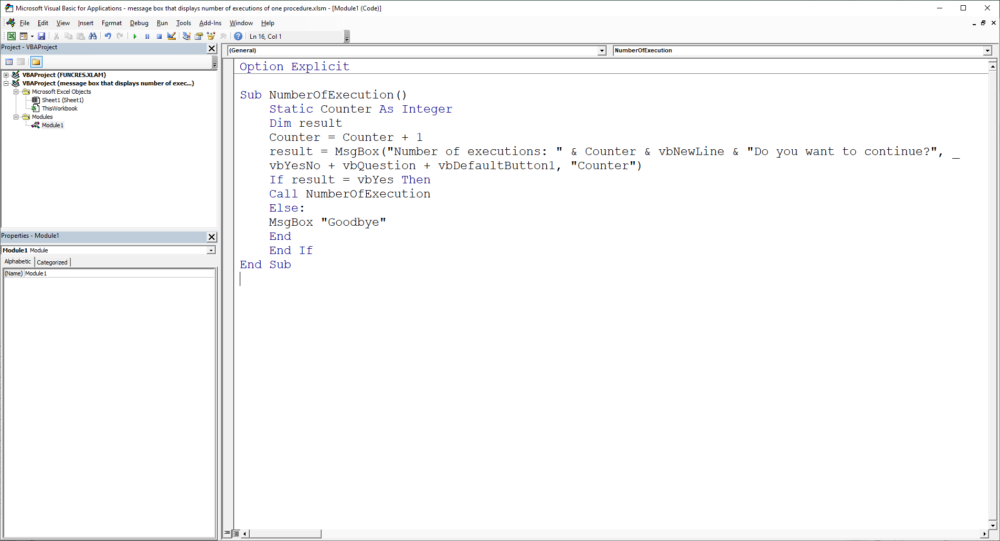 Microsoft Visual Basic for Applications - message box that displays number of executions of one procedure.xlsm - [Module1 (Code)]
File Edit View Insert Format Debug Run Tools Add-Ins Window Help
Ln 16, Col 1
Project - VBAProject
VBAProject (FUNCRES.XLAM)
VBAProject (message box that displays number of exec...)
Microsoft Excel Objects
Sheet1 (Sheet1)
ThisWorkbook
Modules
Module1
Properties - Module1
Module1 Module
Alphabetic Categorized
(Name) Module1
(General) NumberOfExecution
Option Explicit
Sub NumberOfExecution()
Static Counter As Integer
Dim result
Counter = Counter + 1
result = MsgBox("Number of executions: " & Counter & vbNewLine & "Do you want to continue?", _
vbYesNo + vbQuestion + vbDefaultButton1, "Counter")
If result = vbYes Then
Call NumberOfExecution
Else:
MsgBox "Goodbye"
End
End If
End Sub